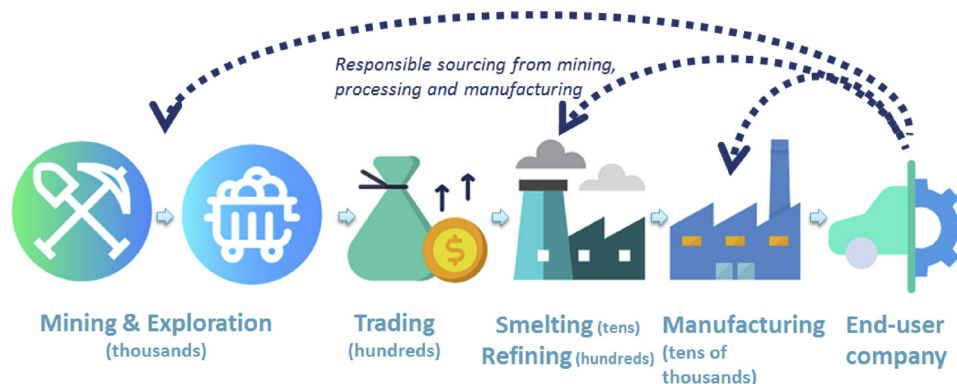 Responsible sourcing from mining,
processing and manufacturing
$
Mining & Exploration
(thousands)
Trading
(hundreds)
Smelting (tens)
Refining (hundreds)
Manufacturing
(tens of
thousands)
End-user
company